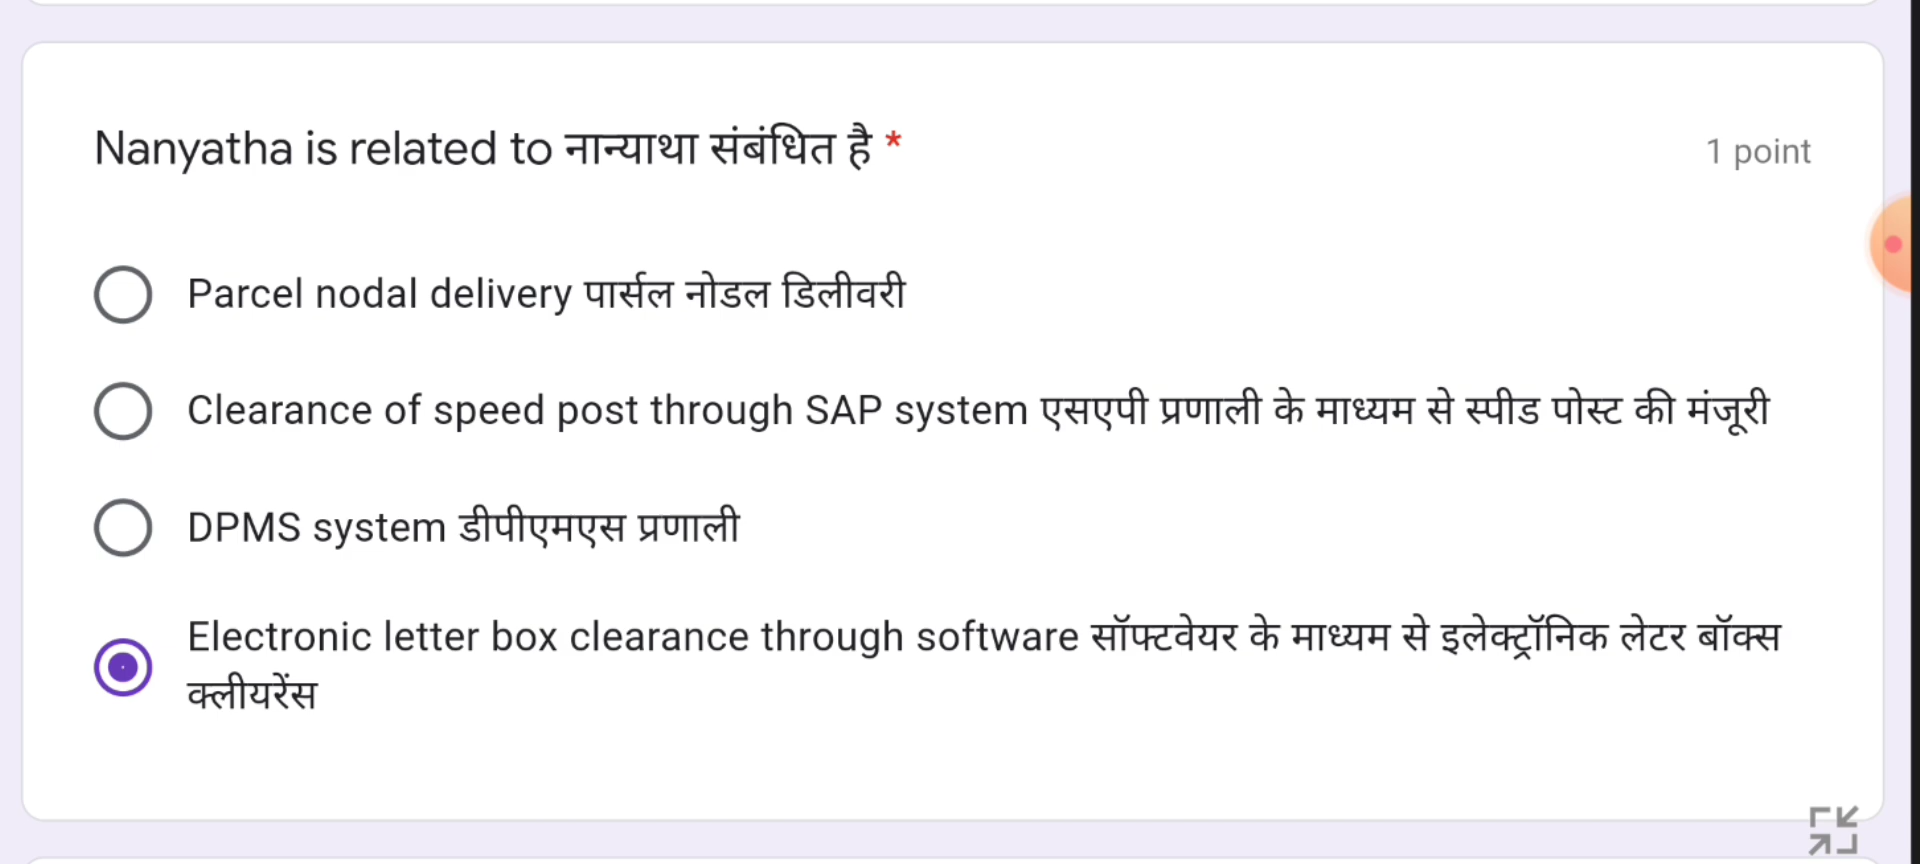 Nanyatha is related to नान्याथा संबंधित है *
1 point
Parcel nodal delivery पार्सल नोडल डिलीवरी
Clearance of speed post through SAP system एसएपी प्रणाली के माध्यम से स्पीड पोस्ट की मंजूरी
DPMS system डीपीएमएस प्रणाली
Electronic letter box clearance through software सॉफ्टवेयर के माध्यम से इलेक्ट्रॉनिक लेटर बॉक्स
क्लीयरेंस